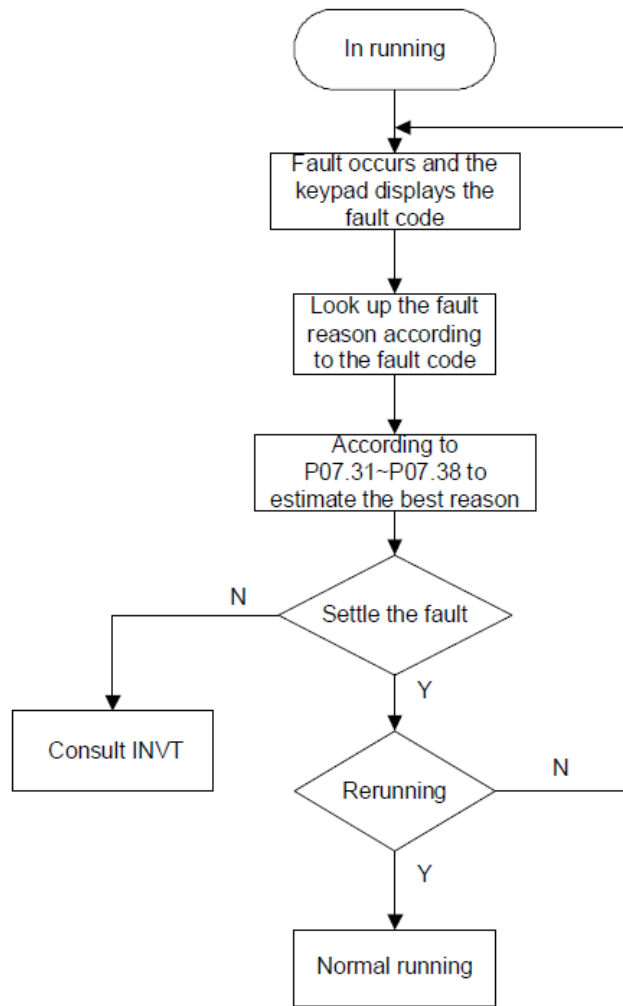 In running
Fault occurs and the
keypad displays the
fault code
Look up the fault
reason according
to the fault code
According to
P07.31~P07.38 to
estimate the best reason
N
Settle the fault
Y
Consult INVT
N
Rerunning
Y
Normal running